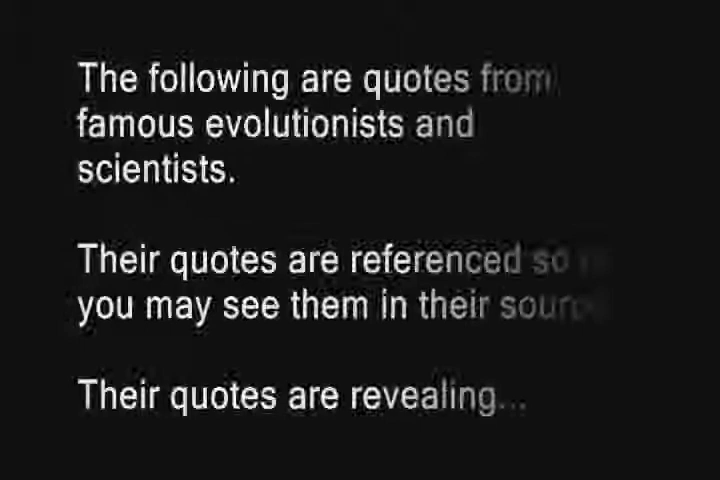 The following are quotes from
famous evolutionists and
scientists.
Their quotes are referenced so
you may see them in their
Their quotes are revealing...